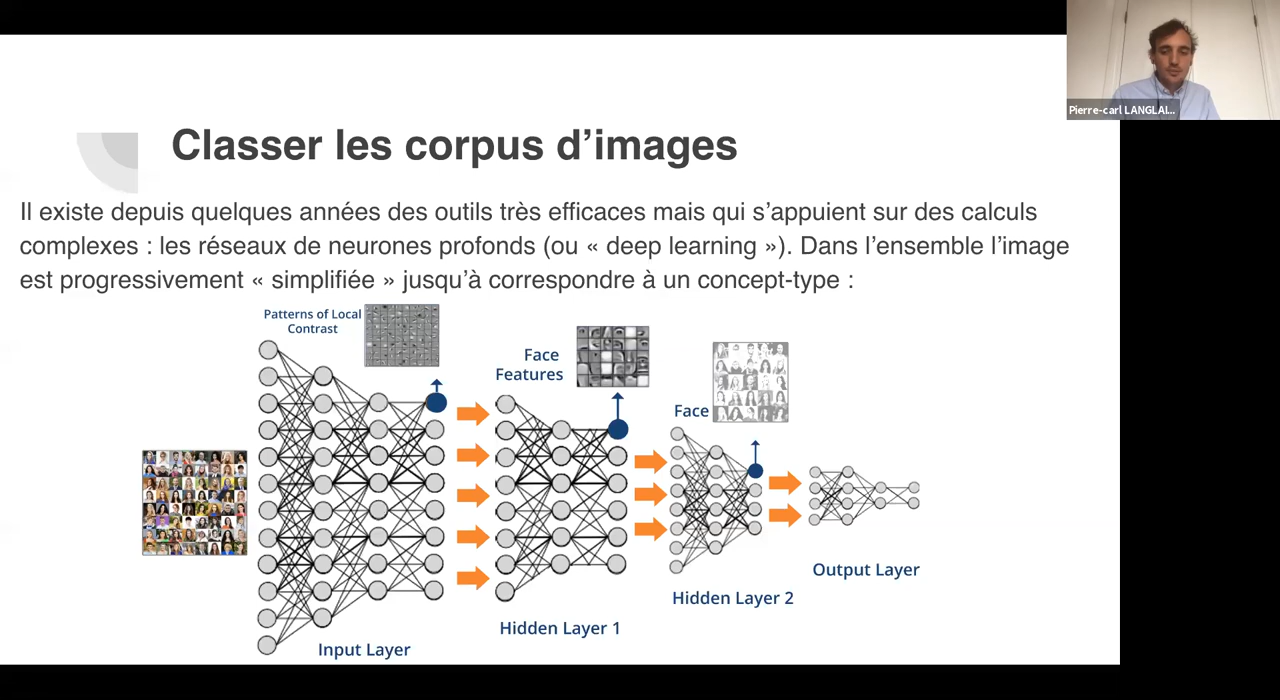 Pierre-carl LANGLAI...
Classer les corpus d’images
Il existe depuis quelques années des outils très efficaces mais qui s’appuient sur des calculs
complexes : les réseaux de neurones profonds (ou « deep learning »). Dans l’ensemble l’image
est progressivement « simplifiée » jusqu’à correspondre à un concept-type :
Patterns of Local
Contrast
Face
Features
Face
Output Layer
Hidden Layer 2
Hidden Layer 1
Input Layer